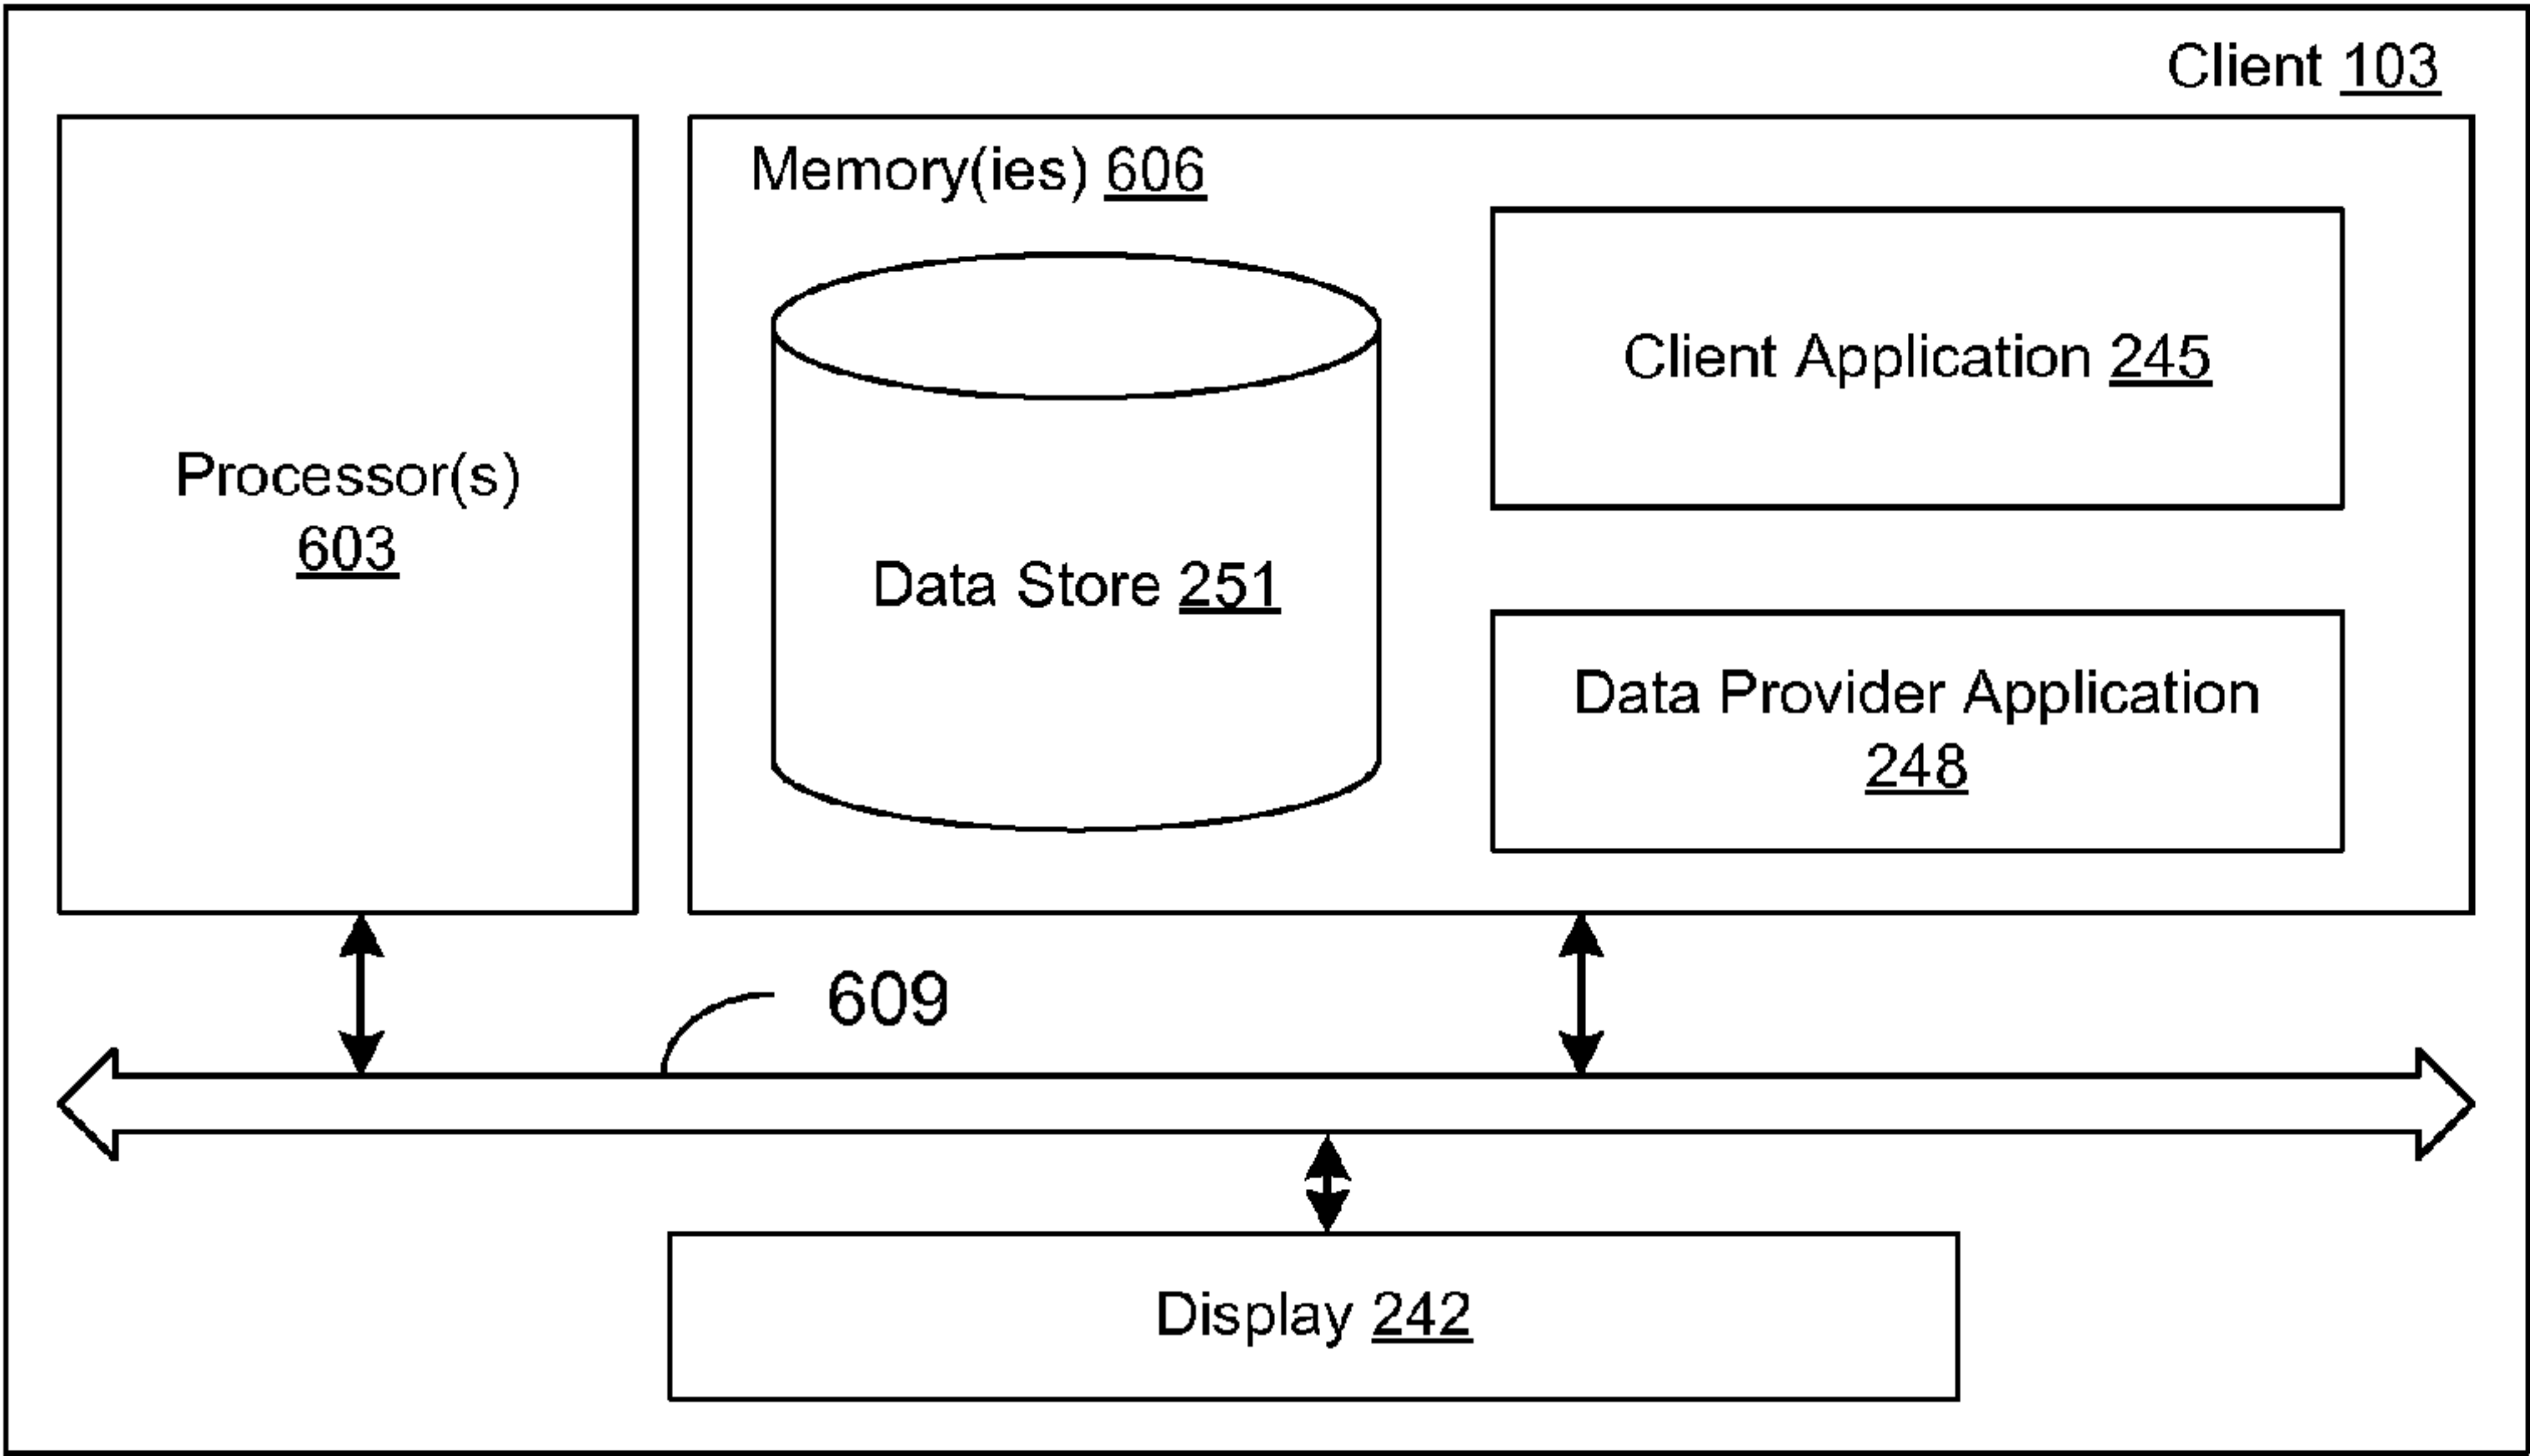 Client 103
Memory(ies) 606
Client Application 245
Processor(s)
603
Data Store 251
Data Provider Application
248
609
Display 242